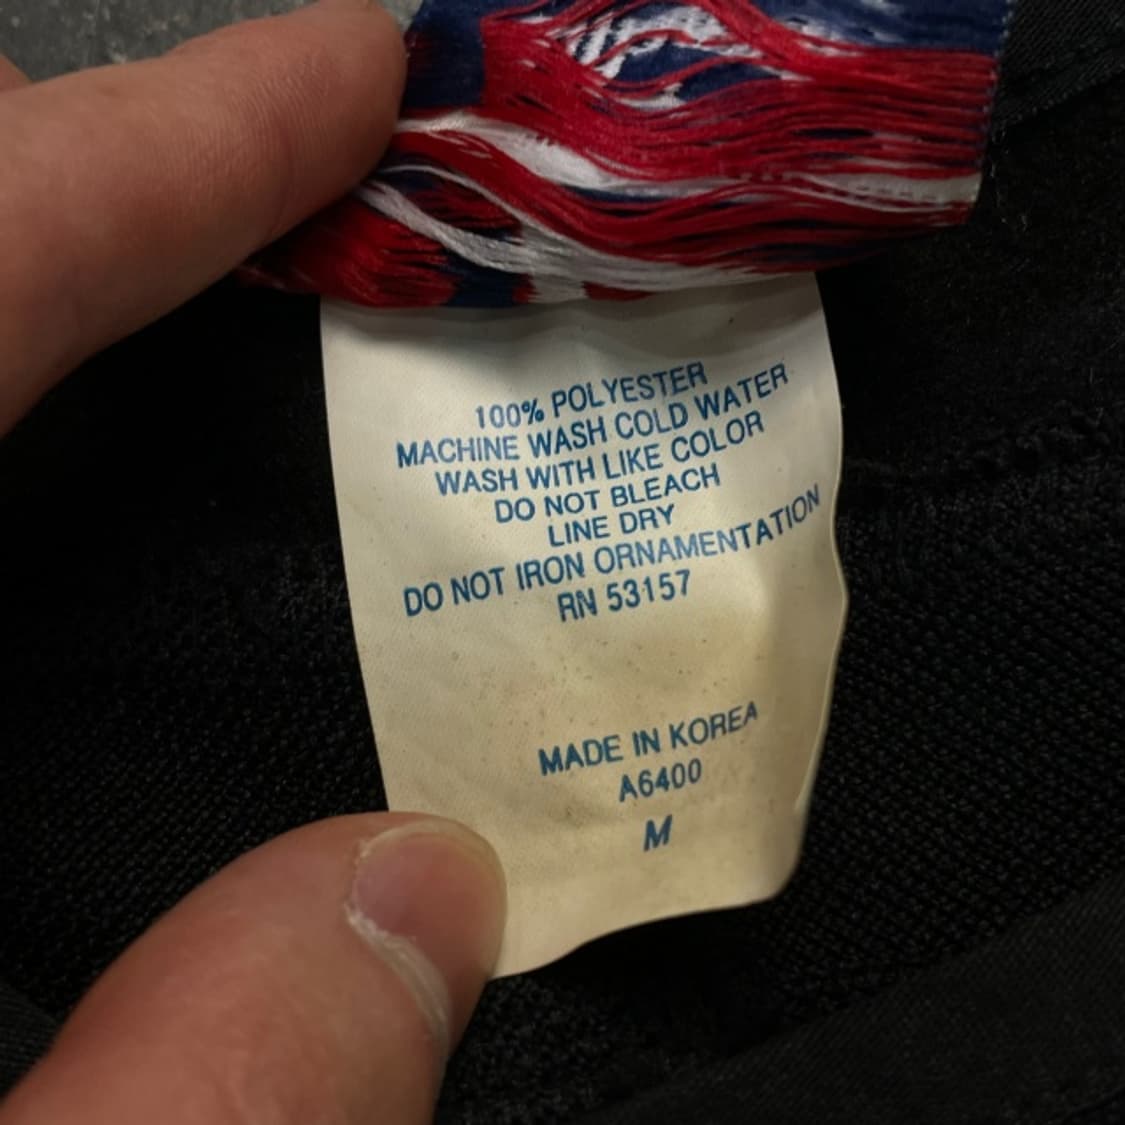 100% POLYESTER
MACHINE WASH COLD WATER
WASH WITH LIKE COLOR
DO NOT BLEACH
LINE DRY
DO NOT IRON ORNAMENTATION
RN 53157
MADE IN KOREA
A6400
M